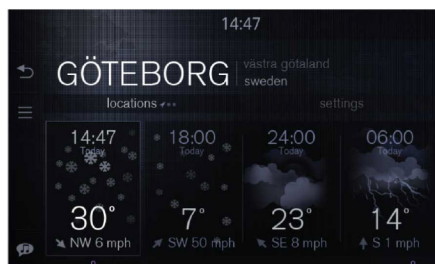 14:47
GÖTEBORG
västra götaland
sweden
locations
settings
14:47
Today
30°
NW 6 mph
18:00
Today
7°
SW 50 mph
24:00
Today
23°
SE 8 mph
06:00
Today
14°
S 1 mph